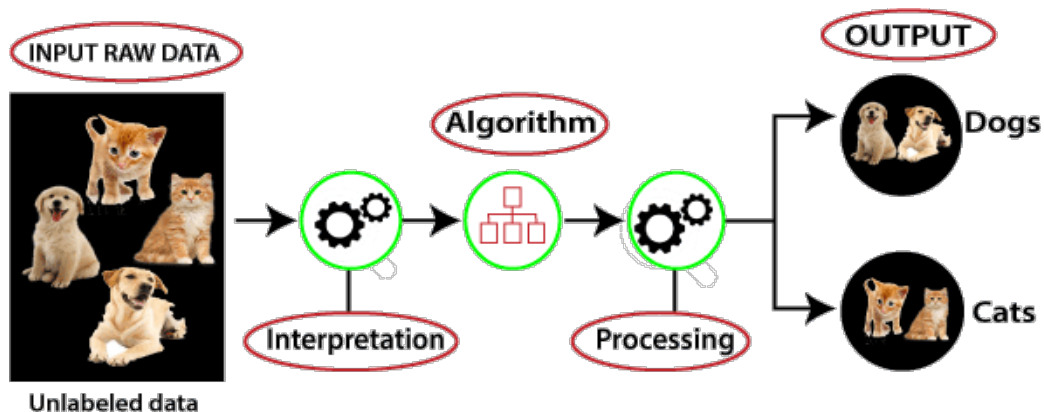 INPUT RAW DATA
Unlabeled data
Interpretation
Algorithm
Processing
OUTPUT
Dogs
Cats